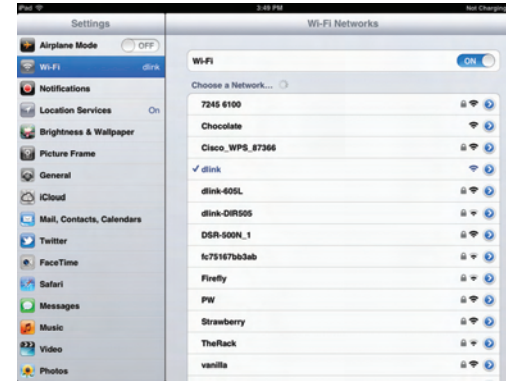 iPad 3:49 PM Not Charging
Settings Wi-Fi Networks
Airplane Mode OFF
Wi-Fi dlink
Notifications
Location Services On
Brightness & Wallpaper
Picture Frame
General
iCloud
Mail, Contacts, Calendars
Twitter
FaceTime
Safari
Messages
Music
Video
Photos
Wi-Fi ON
Choose a Network...
7245 6100
Chocolate
Cisco_WPS_87366
✓ dlink
dlink-605L
dlink-DIR505
DSR-500N_1
fc75167bb3ab
Firefly
PW
Strawberry
TheRack
vanilla